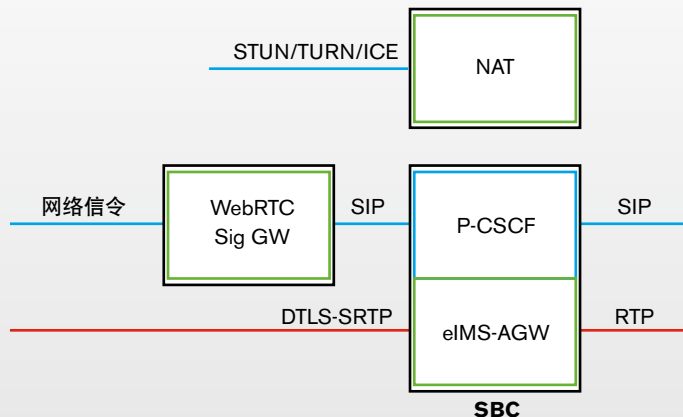 STUN/TURN/ICE
NAT
网络信令
WebRTC
Sig GW
SIP
P-CSCF
SIP
DTLS-SRTP
eIMS-AGW
RTP
SBC